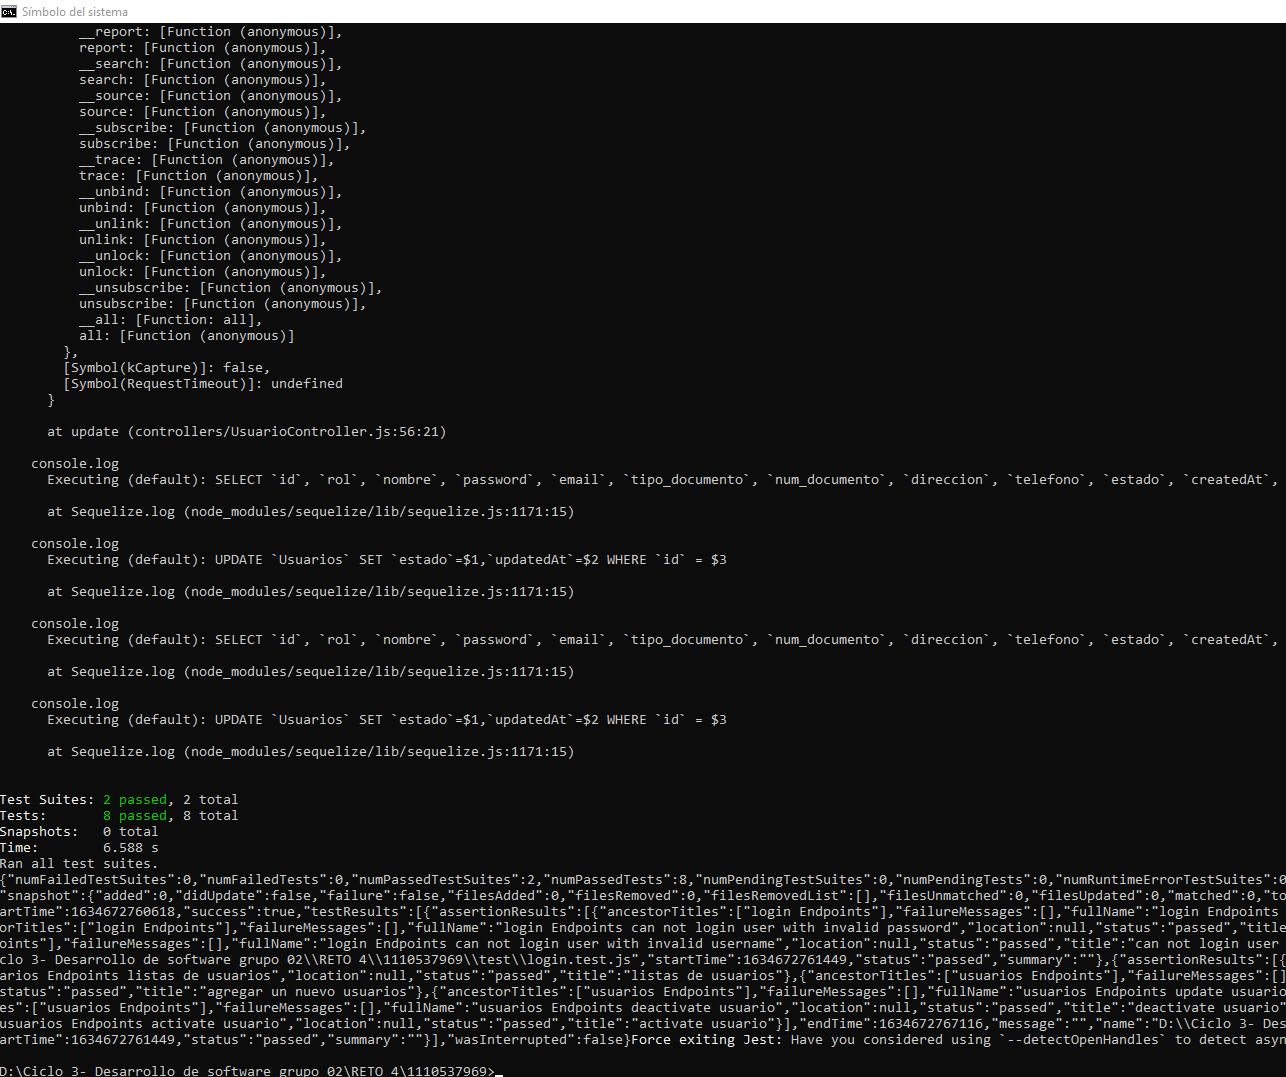 Símbolo del sistema
__report: [Function (anonymous)],
report: [Function (anonymous)],
__search: [Function (anonymous)],
search: [Function (anonymous)],
__source: [Function (anonymous)],
source: [Function (anonymous)],
__subscribe: [Function (anonymous)],
subscribe: [Function (anonymous)],
__trace: [Function (anonymous)],
trace: [Function (anonymous)],
__unbind: [Function (anonymous)],
unbind: [Function (anonymous)],
__unlink: [Function (anonymous)],
unlink: [Function (anonymous)],
__unlock: [Function (anonymous)],
unlock: [Function (anonymous)],
__unsubscribe: [Function (anonymous)],
unsubscribe: [Function (anonymous)],
__all: [Function: all],
all: [Function (anonymous)]
},
[Symbol(kCapture)]: false,
[Symbol(RequestTimeout)]: undefined
}
at update (controllers/UsuarioController.js:56:21)
console.log
Executing (default): SELECT `id`, `rol`, `nombre`, `password`, `email`, `tipo_documento`, `num_documento`, `direccion`, `telefono`, `estado`, `createdAt`,
at Sequelize.log (node_modules/sequelize/lib/sequelize.js:1171:15)
console.log
Executing (default): UPDATE `Usuarios` SET `estado`=$1,`updatedAt`=$2 WHERE `id` = $3
at Sequelize.log (node_modules/sequelize/lib/sequelize.js:1171:15)
console.log
Executing (default): SELECT `id`, `rol`, `nombre`, `password`, `email`, `tipo_documento`, `num_documento`, `direccion`, `telefono`, `estado`, `createdAt`,
at Sequelize.log (node_modules/sequelize/lib/sequelize.js:1171:15)
console.log
Executing (default): UPDATE `Usuarios` SET `estado`=$1,`updatedAt`=$2 WHERE `id` = $3
at Sequelize.log (node_modules/sequelize/lib/sequelize.js:1171:15)
Test Suites: 2 passed, 2 total
Tests: 8 passed, 8 total
Snapshots: 0 total
Time: 6.588 s
Ran all test suites.
{"numFailedTestSuites":0,"numFailedTests":0,"numPassedTestSuites":2,"numPassedTests":8,"numPendingTestSuites":0,"numPendingTests":0,"numRuntimeErrorTestSuites":0
"snapshot":{"added":0,"didUpdate":false,"failure":false,"filesAdded":0,"filesRemoved":0,"filesRemovedList":[],"filesUnmatched":0,"filesUpdated":0,"matched":0,"to
artTime":1634672760618,"success":true,"testResults":[{"assertionResults":[{"ancestorTitles":["login Endpoints"],"failureMessages":[],"fullName":"login Endpoints
orTitles":["login Endpoints"],"failureMessages":[],"fullName":"login Endpoints can not login user with invalid password","location":null,"status":"passed","title
oints"],"failureMessages":[],"fullName":"login Endpoints can not login user with invalid username","location":null,"status":"passed","title":"can not login user
clo 3- Desarrollo de software grupo 02\\RETO 4\\1110537969\\test\\login.test.js","startTime":1634672761449,"status":"passed","summary":""},{"assertionResults":[{
arios Endpoints listas de usuarios","location":null,"status":"passed","title":"listas de usuarios"},{"ancestorTitles":["usuarios Endpoints"],"failureMessages":[]
status":"passed","title":"agregar un nuevo usuarios"},{"ancestorTitles":["usuarios Endpoints"],"failureMessages":[],"fullName":"usuarios Endpoints update usuario
es":["usuarios Endpoints"],"failureMessages":[],"fullName":"usuarios Endpoints deactivate usuario","location":null,"status":"passed","title":"deactivate usuario"
usuarios Endpoints activate usuario","location":null,"status":"passed","title":"activate usuario"}],"endTime":1634672767116,"message":"","name":"D:\\Ciclo 3- Des
artTime":1634672761449,"status":"passed","summary":""}],"wasInterrupted":false}Force exiting Jest: Have you considered using `--detectOpenHandles` to detect asyn
D:\Ciclo 3- Desarrollo de software grupo 02\RETO 4\1110537969>